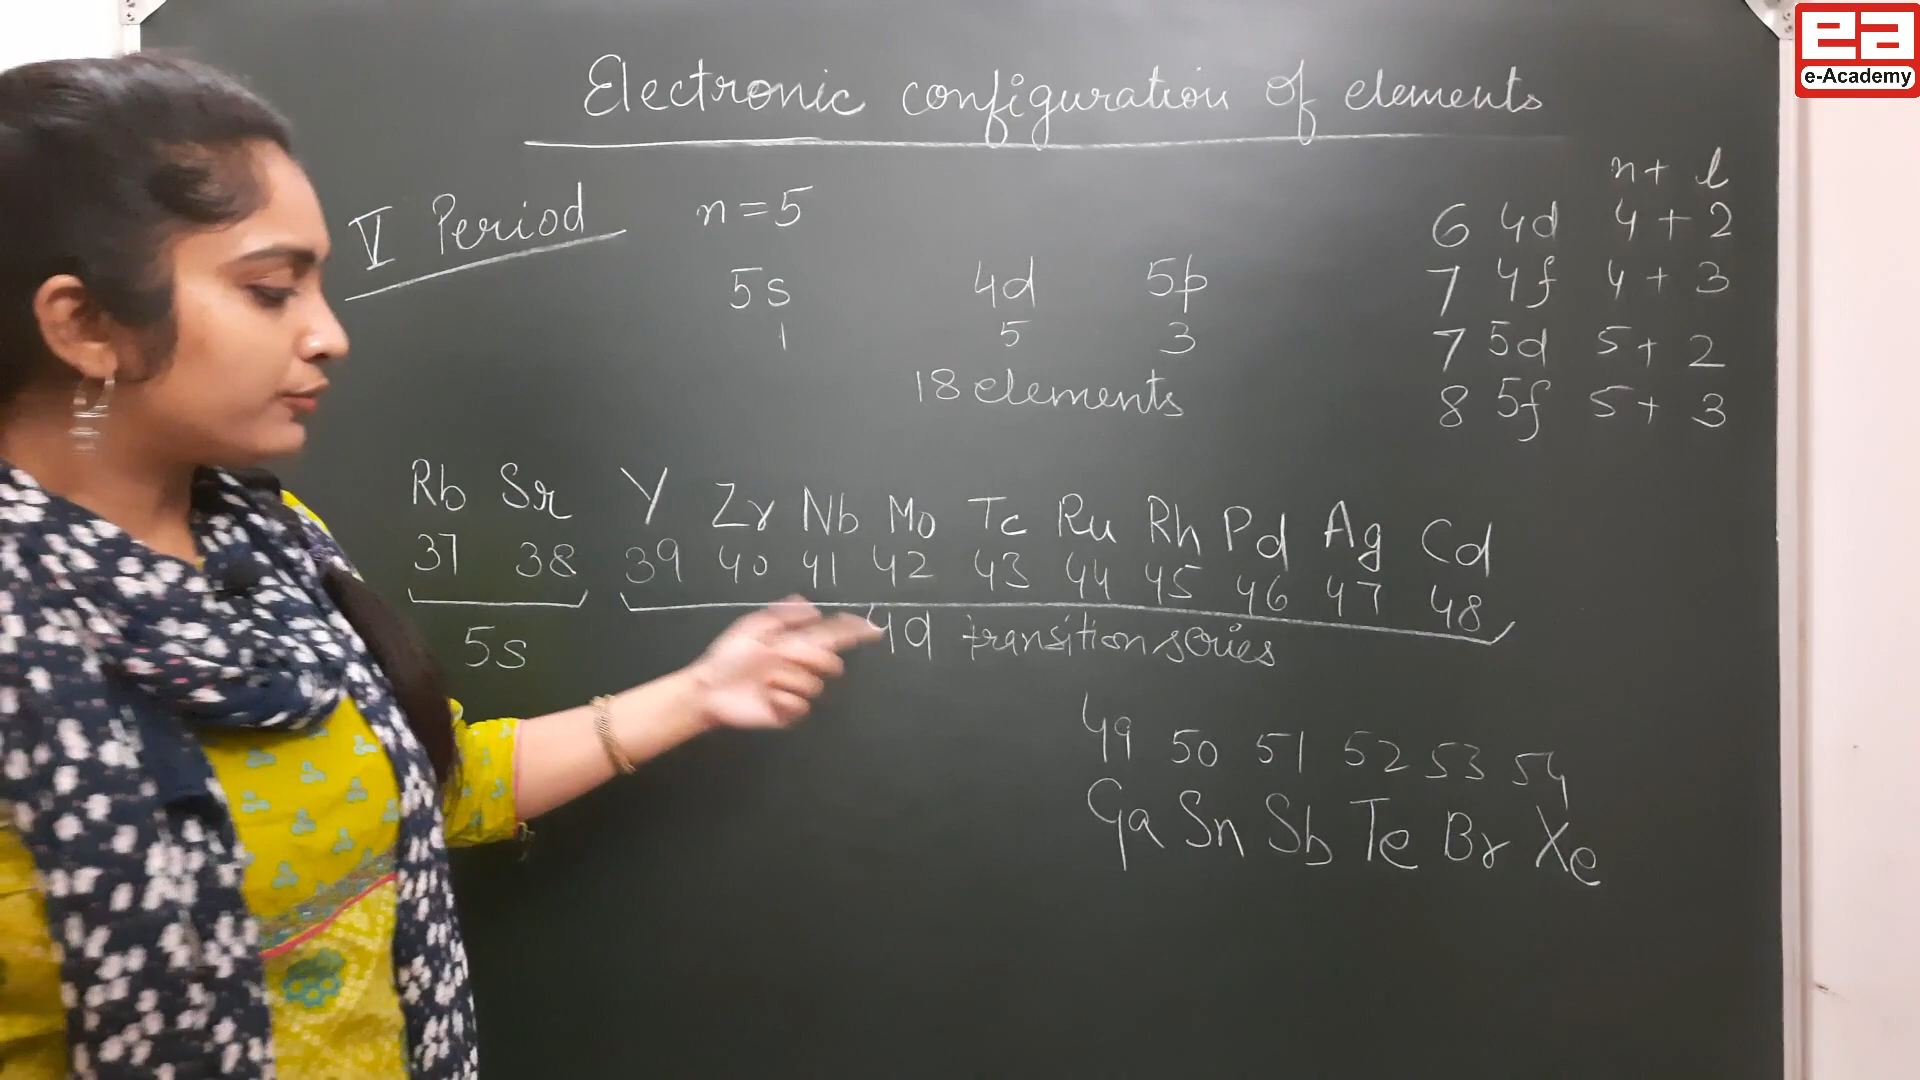 ea
e-Academy
Electronic configuration of elements
V Period n=5
n+ l
6 4d 4+2
7 4f 4+3
7 5d 5+2
8 5f 5+3
5s 4d 5p
1 5 3
18 elements
Rb Sr Y Zr Nb Mo Tc Ru Rh Pd Ag Cd
37 38 39 40 41 42 43 44 45 46 47 48
5s 4d transition series
49 50 51 52 53 54
Ga Sn Sb Te Br Xe